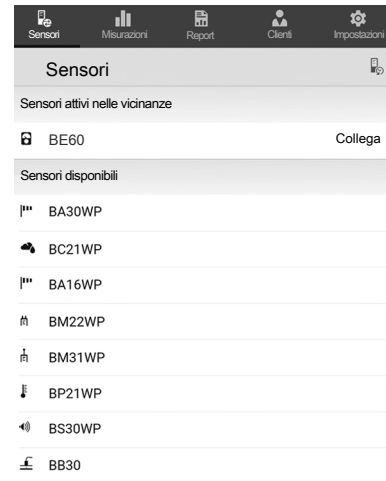 Sensori Misurazioni Report Clienti Impostazioni
Sensori
Sensori attivi nelle vicinanze
BE60 Collega
Sensori disponibili
BA30WP
BC21WP
BA16WP
BM22WP
BM31WP
BP21WP
BS30WP
BB30